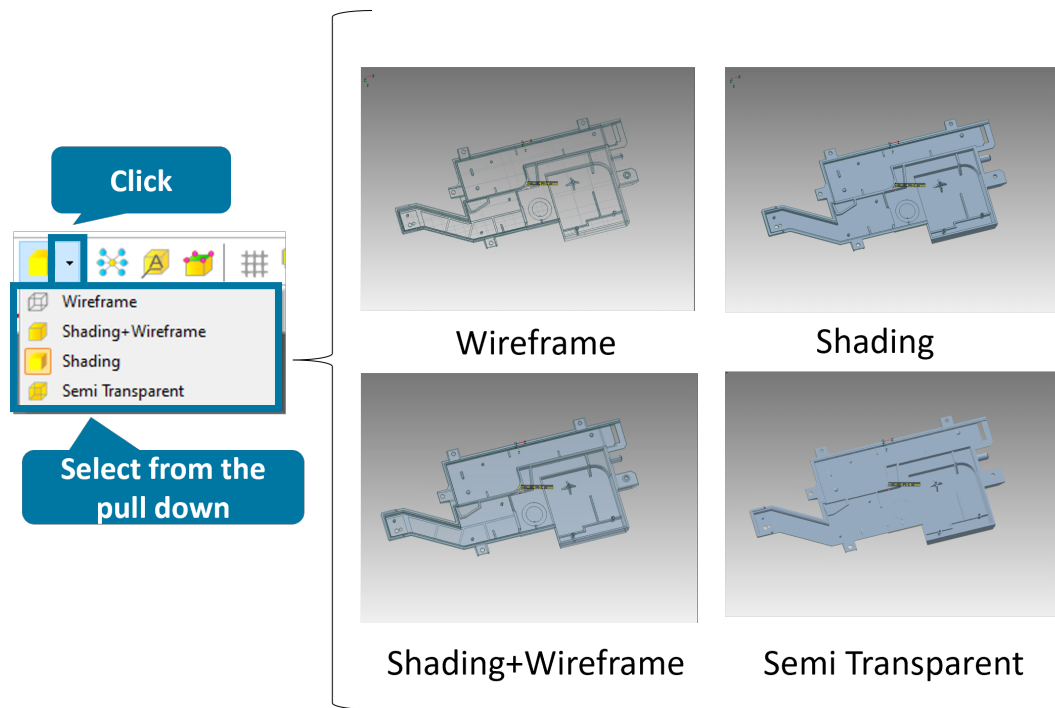 Click
Wireframe
Shading+Wireframe
Shading
Semi Transparent
Select from the
pull down
Wireframe
Shading
Shading+Wireframe
Semi Transparent